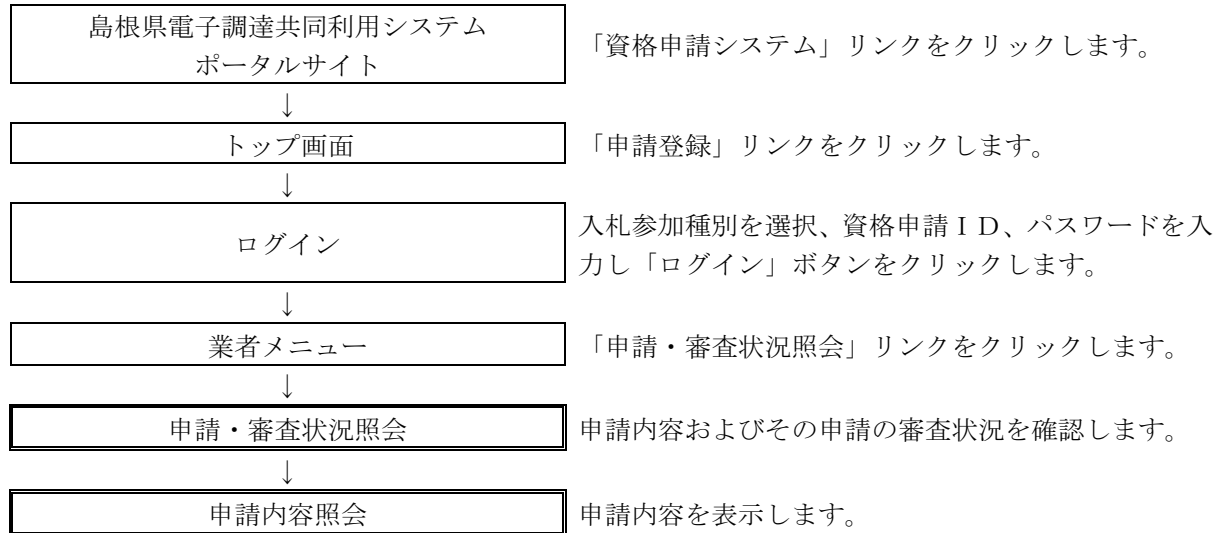 島根県電子調達共同利用システム
ポータルサイト
「資格申請システム」リンクをクリックします。
↓
トップ画面
「申請登録」リンクをクリックします。
↓
ログイン
入札参加種別を選択、資格申請ＩＤ、パスワードを入
力し「ログイン」ボタンをクリックします。
↓
業者メニュー
「申請・審査状況照会」リンクをクリックします。
↓
申請・審査状況照会
申請内容およびその申請の審査状況を確認します。
↓
申請内容照会
申請内容を表示します。